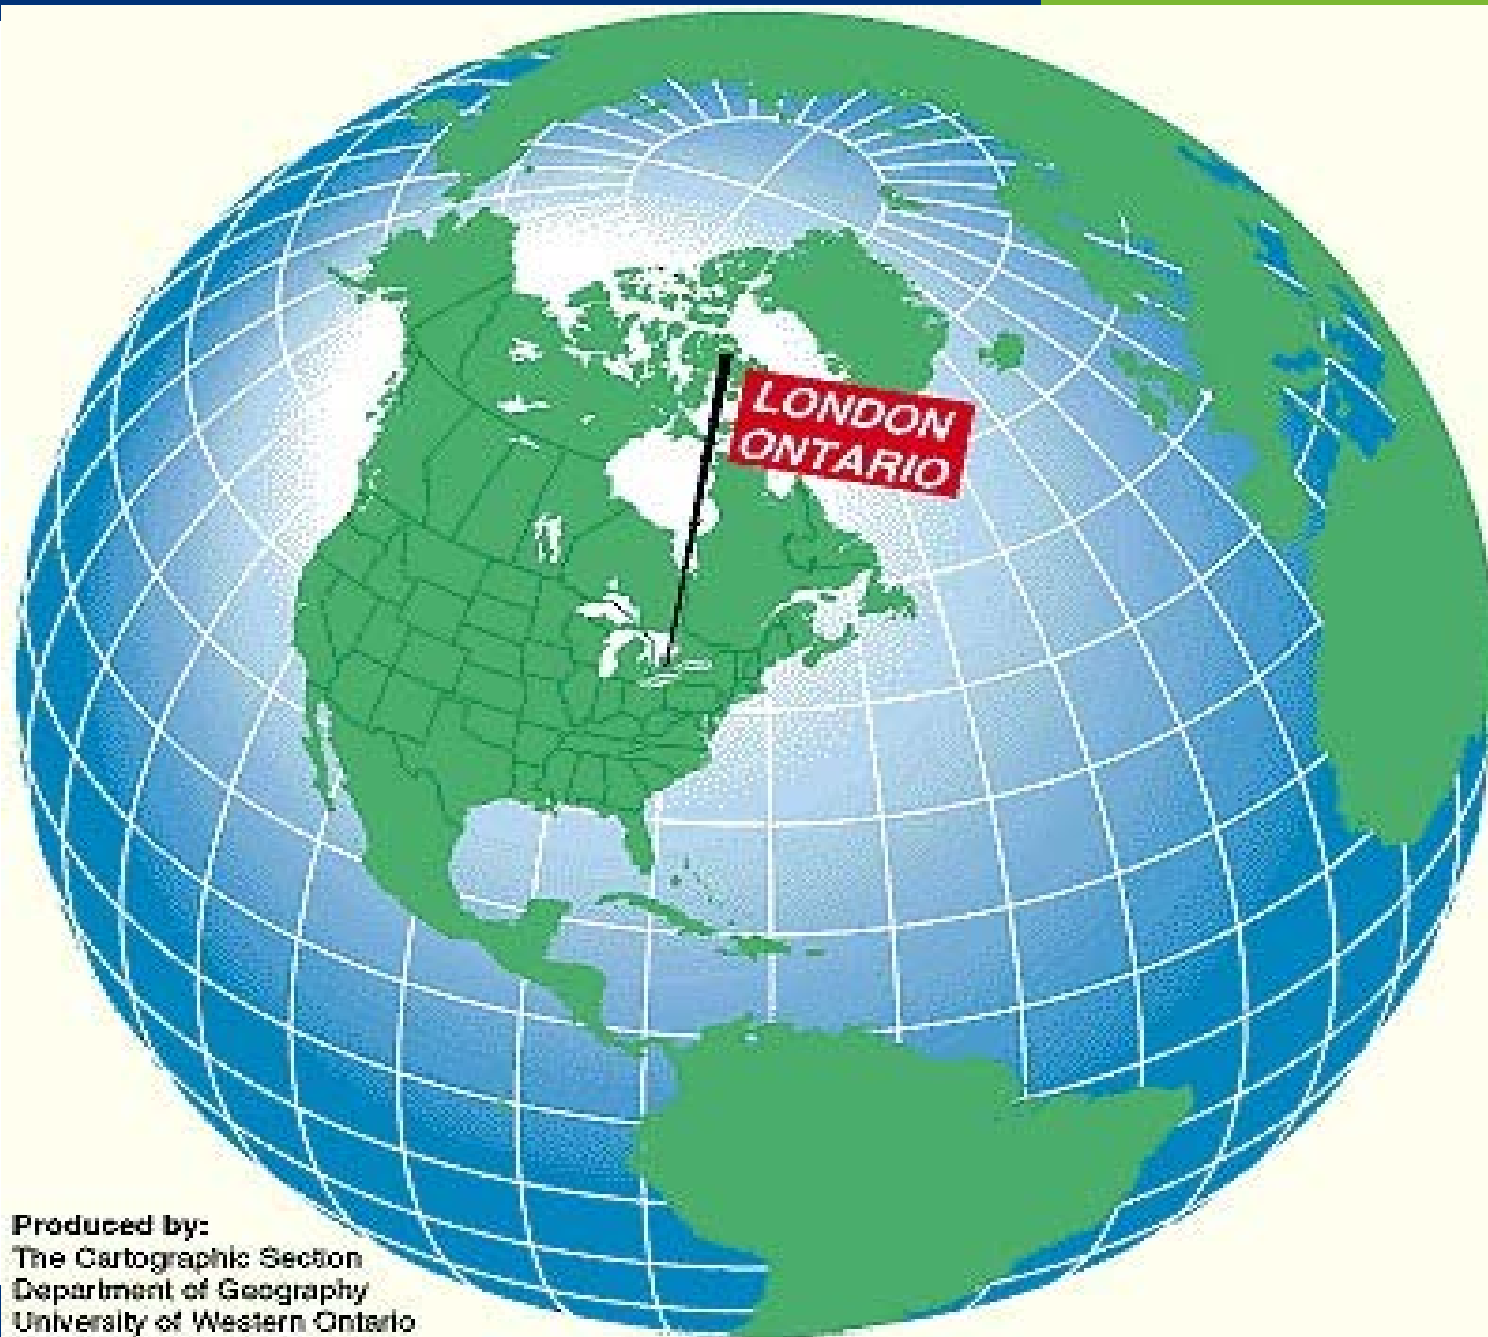 LONDON
ONTARIO
Produced by:
The Cartographic Section
Department of Geography
University of Western Ontario